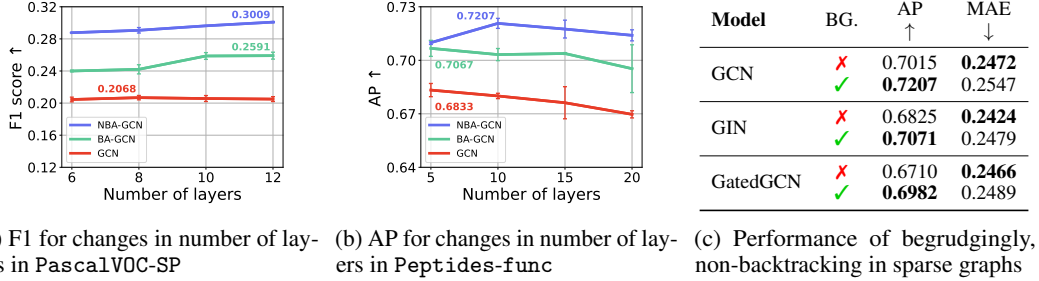 F1 score ↑
0.32
0.28
0.24
0.20
0.16
0.12
0.3009
0.2591
0.2068
NBA-GCN
BA-GCN
GCN
6 8 10 12
Number of layers
AP ↑
0.73
0.70
0.67
0.64
0.7207
0.7067
0.6833
NBA-GCN
BA-GCN
GCN
5 10 15 20
Number of layers
Model BG. AP ↑ MAE ↓
GCN ✗ 0.7015 0.2472
✓ 0.7207 0.2547
GIN ✗ 0.6825 0.2424
✓ 0.7071 0.2479
GatedGCN ✗ 0.6710 0.2466
✓ 0.6982 0.2489
) F1 for changes in number of lay-
s in PascalVOC-SP
(b) AP for changes in number of lay-
ers in Peptides-func
(c) Performance of begrudgingly,
non-backtracking in sparse graphs